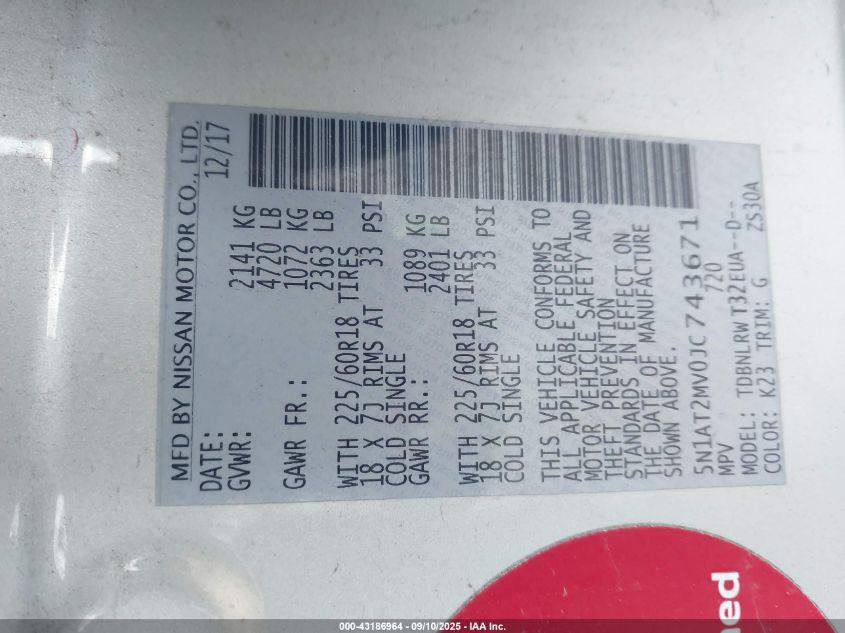 MFD BY NISSAN MOTOR CO., LTD.
DATE: 12/17
GVWR: 2141 KG
4720 LB
GAWR FR.: 1072 KG
2363 LB
WITH 225/60R18 TIRES
18 X 7J RIMS AT 33 PSI
COLD SINGLE
GAWR RR.: 1089 KG
2401 LB
WITH 225/60R18 TIRES
18 X 7J RIMS AT 33 PSI
COLD SINGLE
THIS VEHICLE CONFORMS TO
ALL APPLICABLE FEDERAL
MOTOR VEHICLE SAFETY AND
THEFT PREVENTION
STANDARDS IN EFFECT ON
THE DATE OF MANUFACTURE
SHOWN ABOVE.
5N1AT2MV0JC743671
MPV 720
MODEL: TDBNLRW T32EUA--D--
COLOR: K23 TRIM: G ZS30A
ned
000-43186964 - 09/10/2025 - IAA Inc.